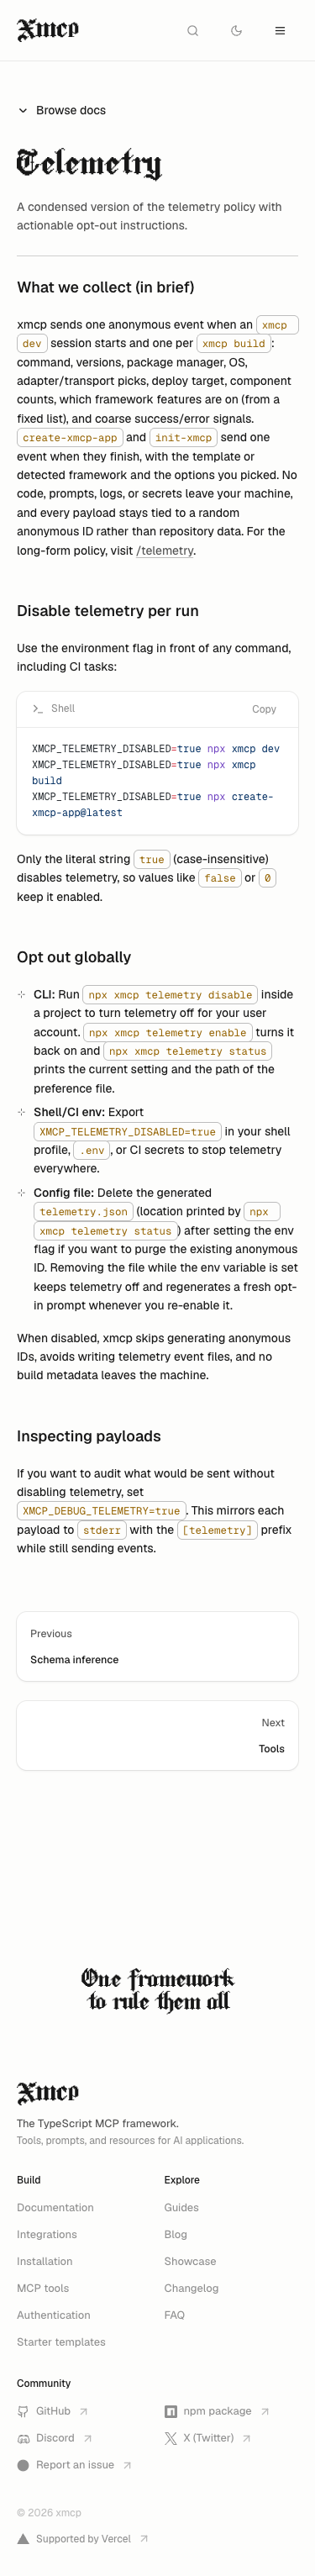 Xmcp
Browse docs
Telemetry
A condensed version of the telemetry policy with
actionable opt-out instructions.
What we collect (in brief)
xmcp sends one anonymous event when an xmcp
dev session starts and one per xmcp build:
command, versions, package manager, OS,
adapter/transport picks, deploy target, component
counts, which framework features are on (from a
fixed list), and coarse success/error signals.
create-xmcp-app and init-xmcp send one
event when they finish, with the template or
detected framework and the options you picked. No
code, prompts, logs, or secrets leave your machine,
and every payload stays tied to a random
anonymous ID rather than repository data. For the
long-form policy, visit /telemetry.
Disable telemetry per run
Use the environment flag in front of any command,
including CI tasks:
Shell Copy
XMCP_TELEMETRY_DISABLED=true npx xmcp dev
XMCP_TELEMETRY_DISABLED=true npx xmcp
build
XMCP_TELEMETRY_DISABLED=true npx create-
xmcp-app@latest
Only the literal string true (case-insensitive)
disables telemetry, so values like false or 0
keep it enabled.
Opt out globally
CLI: Run npx xmcp telemetry disable inside
a project to turn telemetry off for your user
account. npx xmcp telemetry enable turns it
back on and npx xmcp telemetry status
prints the current setting and the path of the
preference file.
Shell/CI env: Export
XMCP_TELEMETRY_DISABLED=true in your shell
profile, .env, or CI secrets to stop telemetry
everywhere.
Config file: Delete the generated
telemetry.json (location printed by npx
xmcp telemetry status) after setting the env
flag if you want to purge the existing anonymous
ID. Removing the file while the env variable is set
keeps telemetry off and regenerates a fresh opt-
in prompt whenever you re-enable it.
When disabled, xmcp skips generating anonymous
IDs, avoids writing telemetry event files, and no
build metadata leaves the machine.
Inspecting payloads
If you want to audit what would be sent without
disabling telemetry, set
XMCP_DEBUG_TELEMETRY=true. This mirrors each
payload to stderr with the [telemetry] prefix
while still sending events.
Previous
Schema inference
Next
Tools
One framework
to rule them all
Xmcp
The TypeScript MCP framework.
Tools, prompts, and resources for AI applications.
Build
Documentation
Integrations
Installation
MCP tools
Authentication
Starter templates
Explore
Guides
Blog
Showcase
Changelog
FAQ
Community
GitHub
npm package
Discord
X (Twitter)
Report an issue
© 2026 xmcp
Supported by Vercel